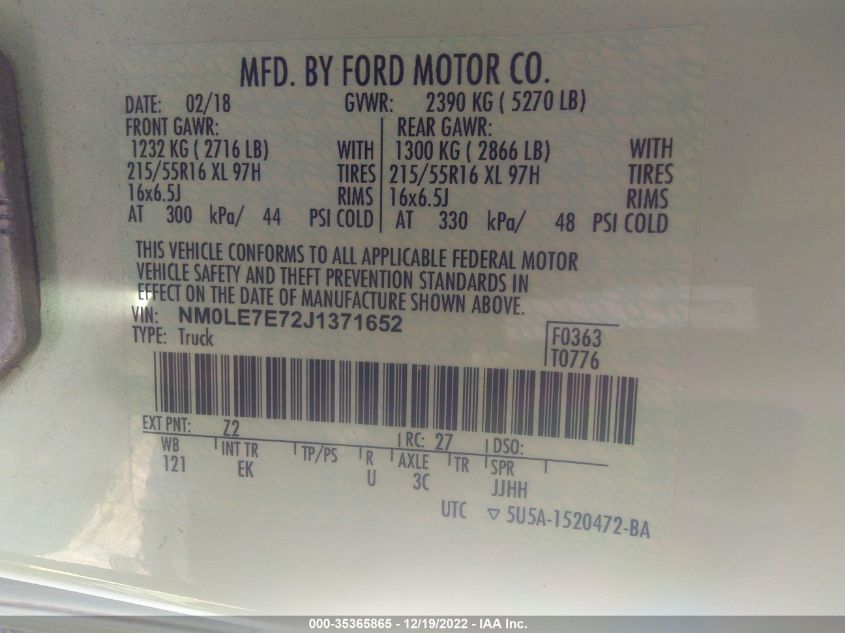 MFD. BY FORD MOTOR CO.
DATE: 02/18 GVWR: 2390 KG ( 5270 LB)
FRONT GAWR: REAR GAWR:
1232 KG ( 2716 LB) WITH 1300 KG ( 2866 LB) WITH
215/55R16 XL 97H TIRES 215/55R16 XL 97H TIRES
16x6.5J RIMS 16x6.5J RIMS
AT 300 kPa/ 44 PSI COLD AT 330 kPa/ 48 PSI COLD
THIS VEHICLE CONFORMS TO ALL APPLICABLE FEDERAL MOTOR
VEHICLE SAFETY AND THEFT PREVENTION STANDARDS IN
EFFECT ON THE DATE OF MANUFACTURE SHOWN ABOVE.
VIN: NM0LE7E72J1371652
TYPE: Truck
F0363
T0776
EXT PNT: Z2 RC: 27 DSO:
WB INT TR TP/PS R AXLE TR SPR
121 EK U 3C JJHH
UTC ▽ 5U5A-1520472-BA
000-35365865 - 12/19/2022 - IAA Inc.